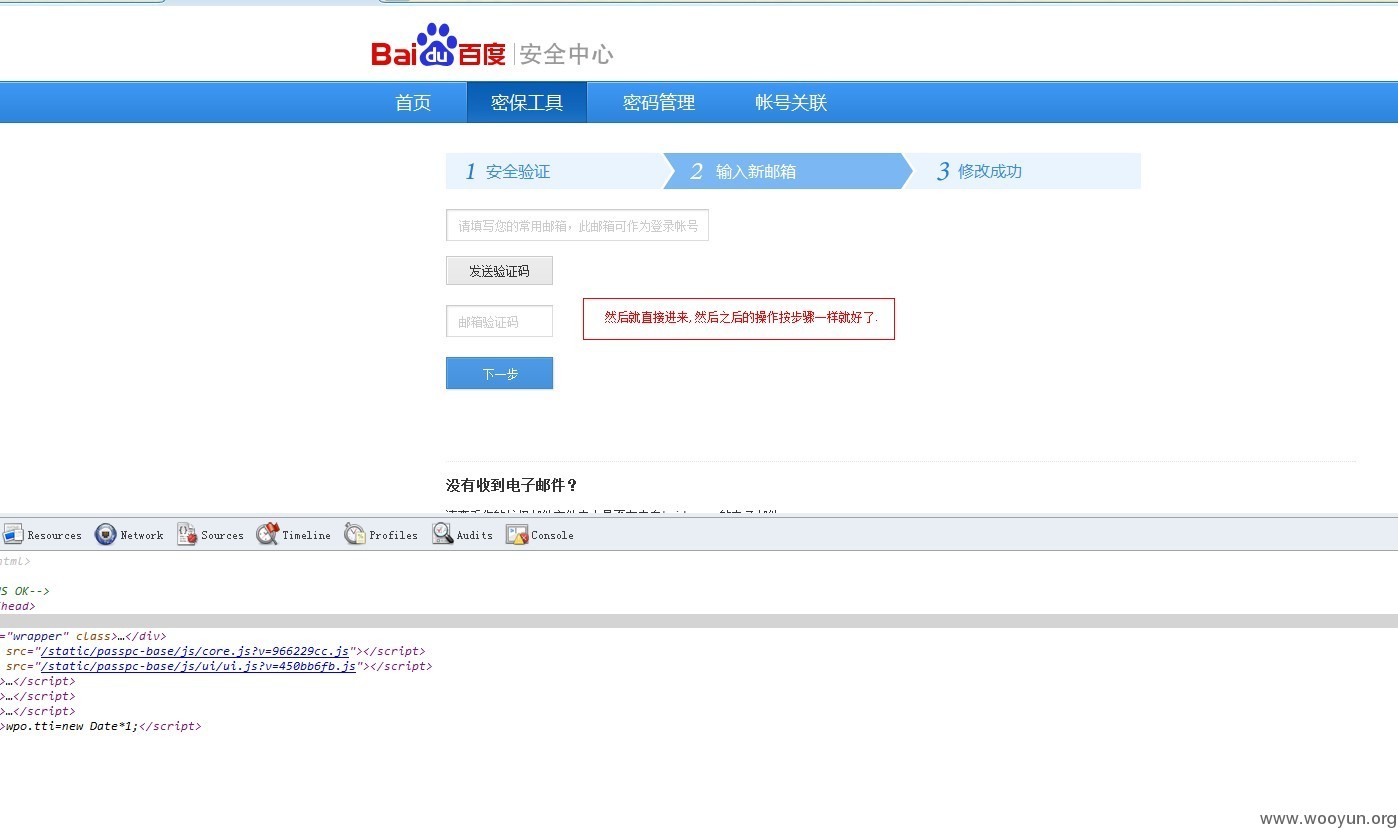 Bai du 百度 安全中心
首页 密保工具 密码管理 帐号关联
1 安全验证 2 输入新邮箱 3 修改成功
请填写您的常用邮箱，此邮箱可作为登录帐号
发送验证码
邮箱验证码
然后就直接进来,然后之后的操作按步骤一样就好了.
下一步
没有收到电子邮件？
Resources Network Sources Timeline Profiles Audits Console
html>
S OK-->
head>
="wrapper" class>…</div>
src="/static/passpc-base/js/core.js?v=966229cc.js"></script>
src="/static/passpc-base/js/ui/ui.js?v=450bb6fb.js"></script>
>…</script>
>…</script>
>…</script>
>wpo.tti=new Date*1;</script>
www.wooyun.org